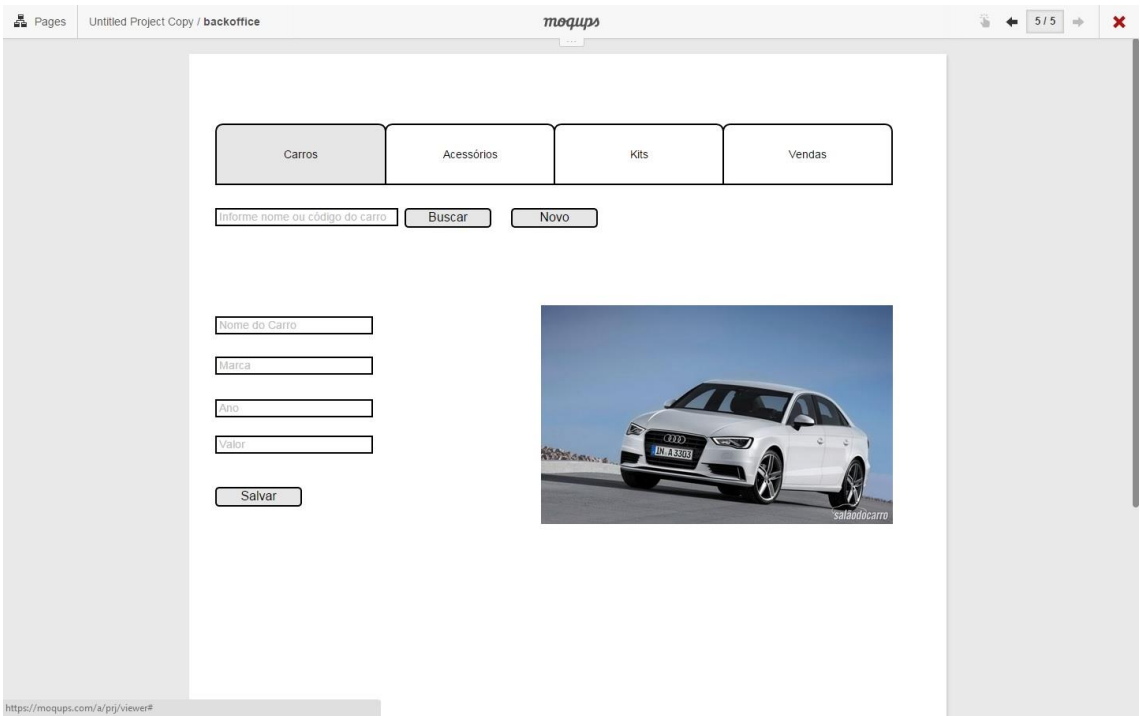 Pages
Untitled Project Copy / backoffice
moqups
5 / 5
Carros
Acessórios
Kits
Vendas
Informe nome ou código do carro
Buscar
Novo
Nome do Carro
Marca
Ano
Valor
Salvar
IN·A 3303
salãodocarro
https://moqups.com/a/prj/viewer#